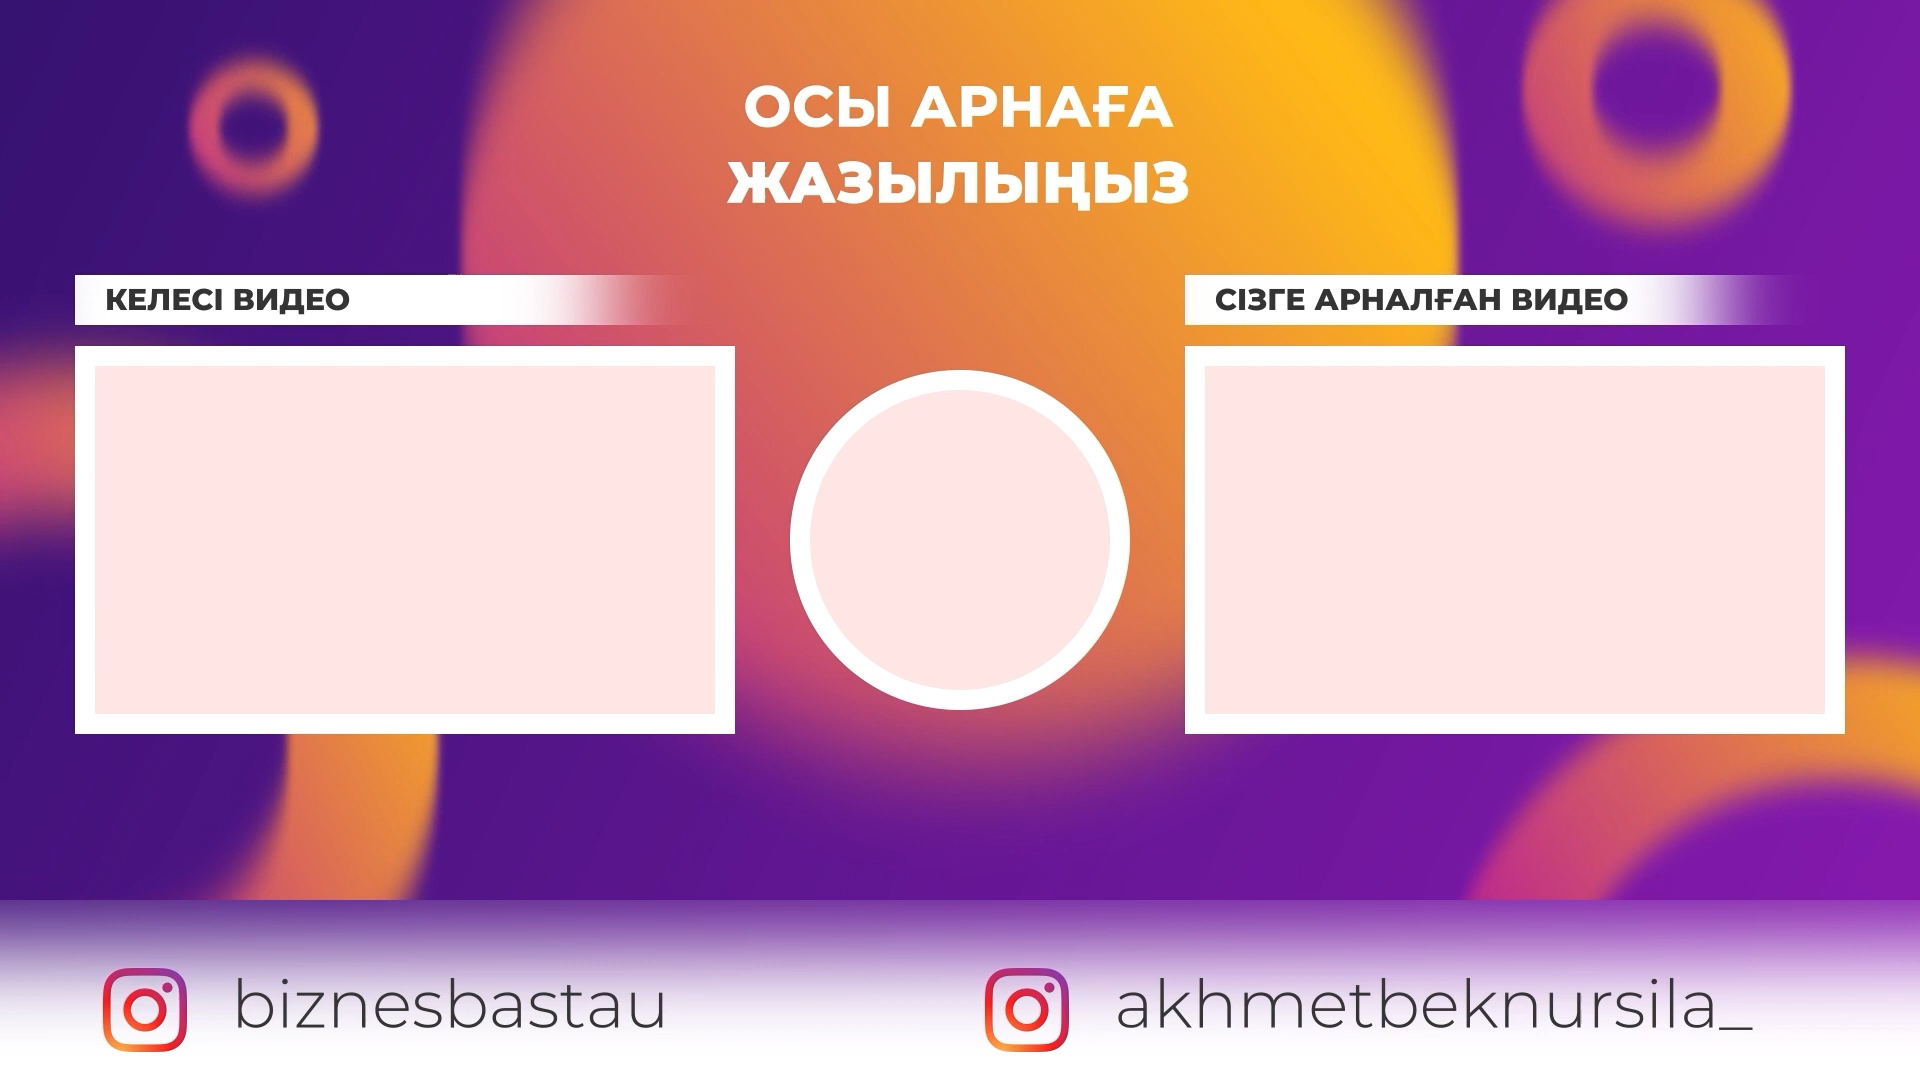 ОСЫ АРНАҒА
ЖАЗЫЛЫҢЫЗ
КЕЛЕСІ ВИДЕО
СІЗГЕ АРНАЛҒАН ВИДЕО
biznesbastau
akhmetbeknursila_